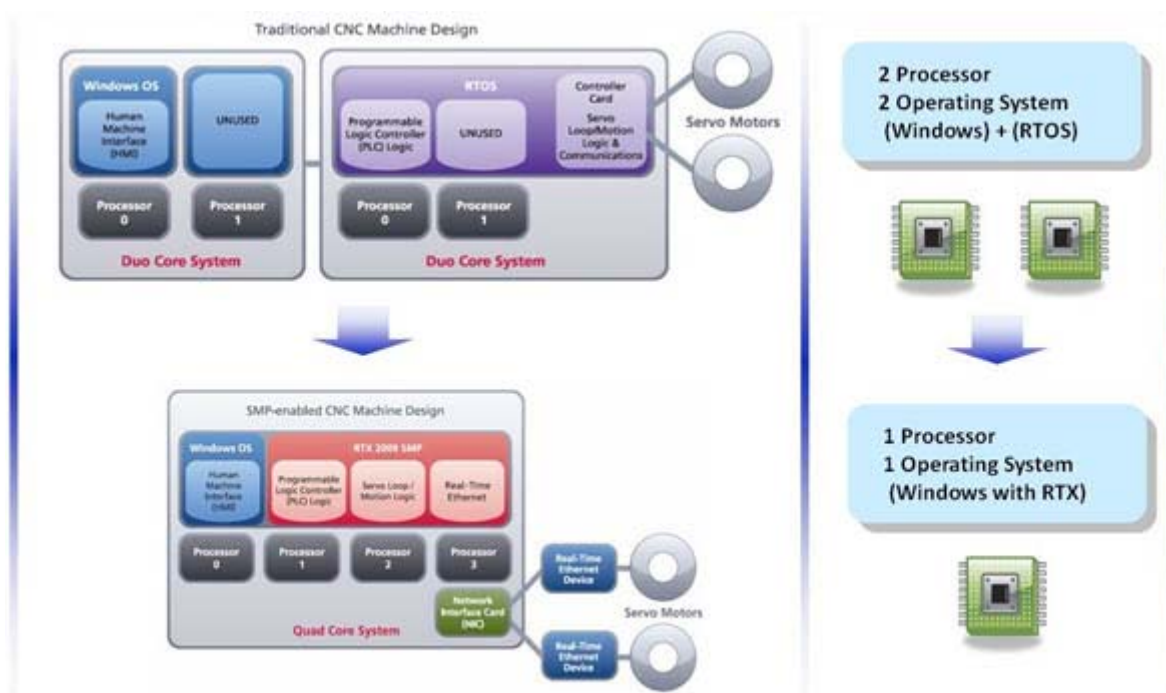 Traditional CNC Machine Design
Windows OS
Human
Machine
Interface
(HMI)
UNUSED
Processor
0
Processor
1
Duo Core System
RTOS
Programmable
Logic Controller
(PLC) Logic
UNUSED
Controller
Card
Servo
Loop/Motion
Logic &
Communications
Processor
0
Processor
1
Duo Core System
Servo Motors
2 Processor
2 Operating System
(Windows) + (RTOS)
SMP-enabled CNC Machine Design
Windows OS
Human
Machine
Interface
(HMI)
RTX 2009 SMP
Programmable
Logic Controller
(PLC) Logic
Servo Loop /
Motion Logic
Real-Time
Ethernet
Processor
0
Processor
1
Processor
2
Processor
3
Network
Interface Card
(NIC)
Quad Core System
Real-Time
Ethernet
Device
Servo Motors
Real-Time
Ethernet
Device
1 Processor
1 Operating System
(Windows with RTX)